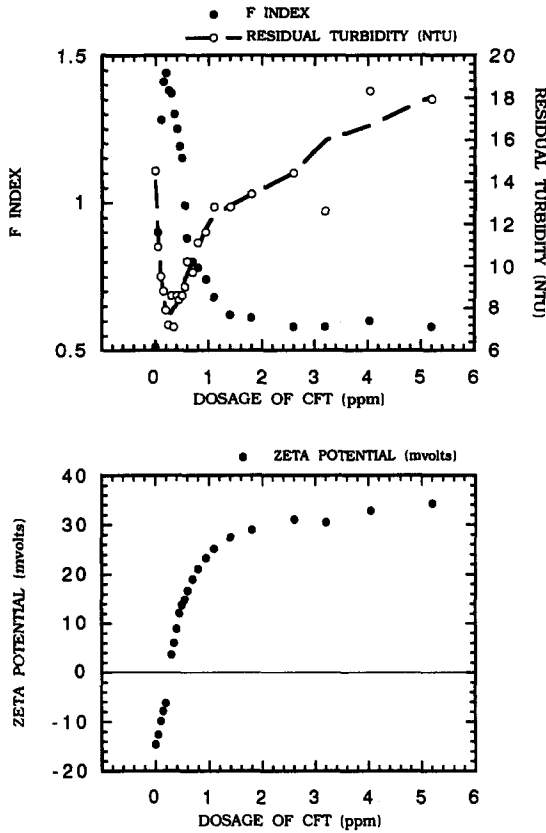 F INDEX
RESIDUAL TURBIDITY (NTU)
1.5
1
0.5
F INDEX
20
18
16
14
12
10
8
6
RESIDUAL TURBIDITY (NTU)
0 1 2 3 4 5 6
DOSAGE OF CFT (ppm)
ZETA POTENTIAL (mvolts)
40
30
20
10
0
-10
-20
ZETA POTENTIAL (mvolts)
0 1 2 3 4 5 6
DOSAGE OF CFT (ppm)